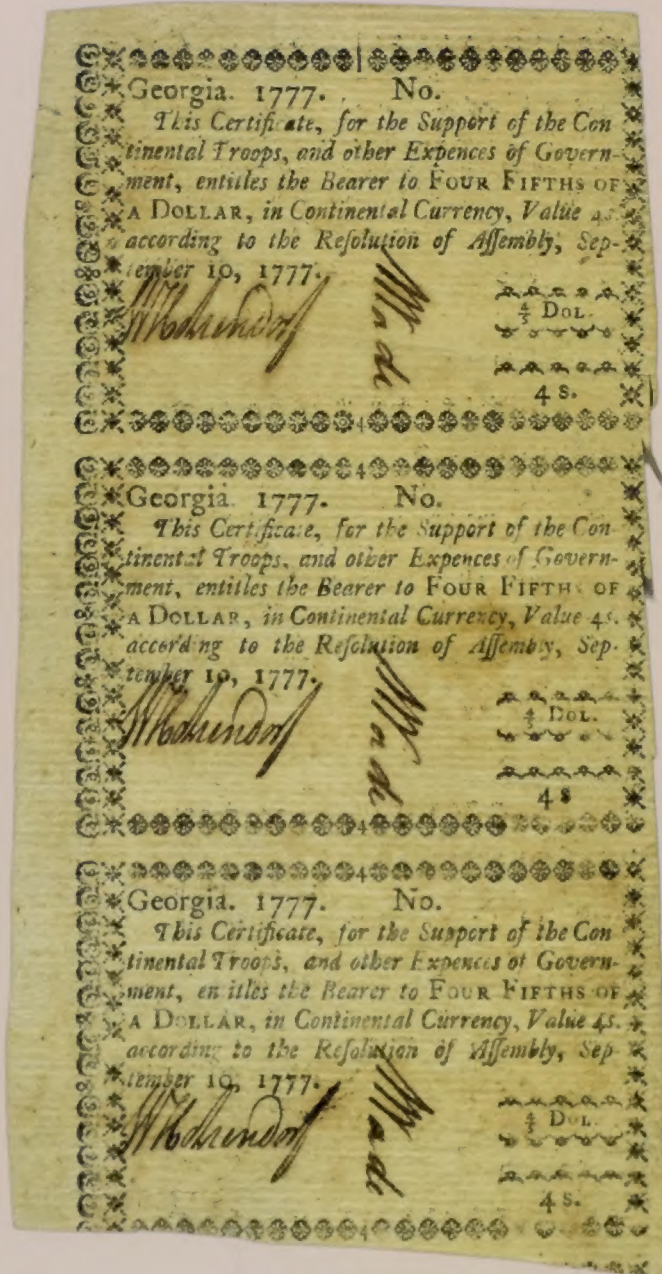 Georgia. 1777. No.
This Certificate, for the Support of the Con
tinental Troops, and other Expences of Govern-
ment, entitles the Bearer to FOUR FIFTHS OF
A DOLLAR, in Continental Currency, Value 4s.
according to the Reſolution of Aſſembly, Sep-
tember 10, 1777.
4/5 DOL.
4 s.
4
4
Georgia 1777. No.
This Certificate, for the Support of the Con-
tinental Troops, and other Expences of Govern-
ment, entitles the Bearer to FOUR FIFTHS OF
A DOLLAR, in Continental Currency, Value 4s.
according to the Reſolution of Aſſembly, Sep-
tember 10, 1777.
4/5 DOL.
4 s
4
4
Georgia. 1777. No.
This Certificate, for the Support of the Con
tinental Troops, and other Expences of Govern-
ment, entitles the Bearer to FOUR FIFTHS OF
A DOLLAR, in Continental Currency, Value 4s.
according to the Reſolution of Aſſembly, Sep
tember 10, 1777.
4/5 DOL
4 s.
4